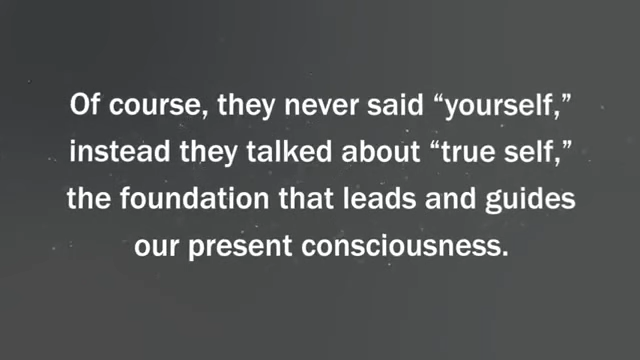 Of course, they never said “yourself,”
instead they talked about “true self,”
the foundation that leads and guides
our present consciousness.